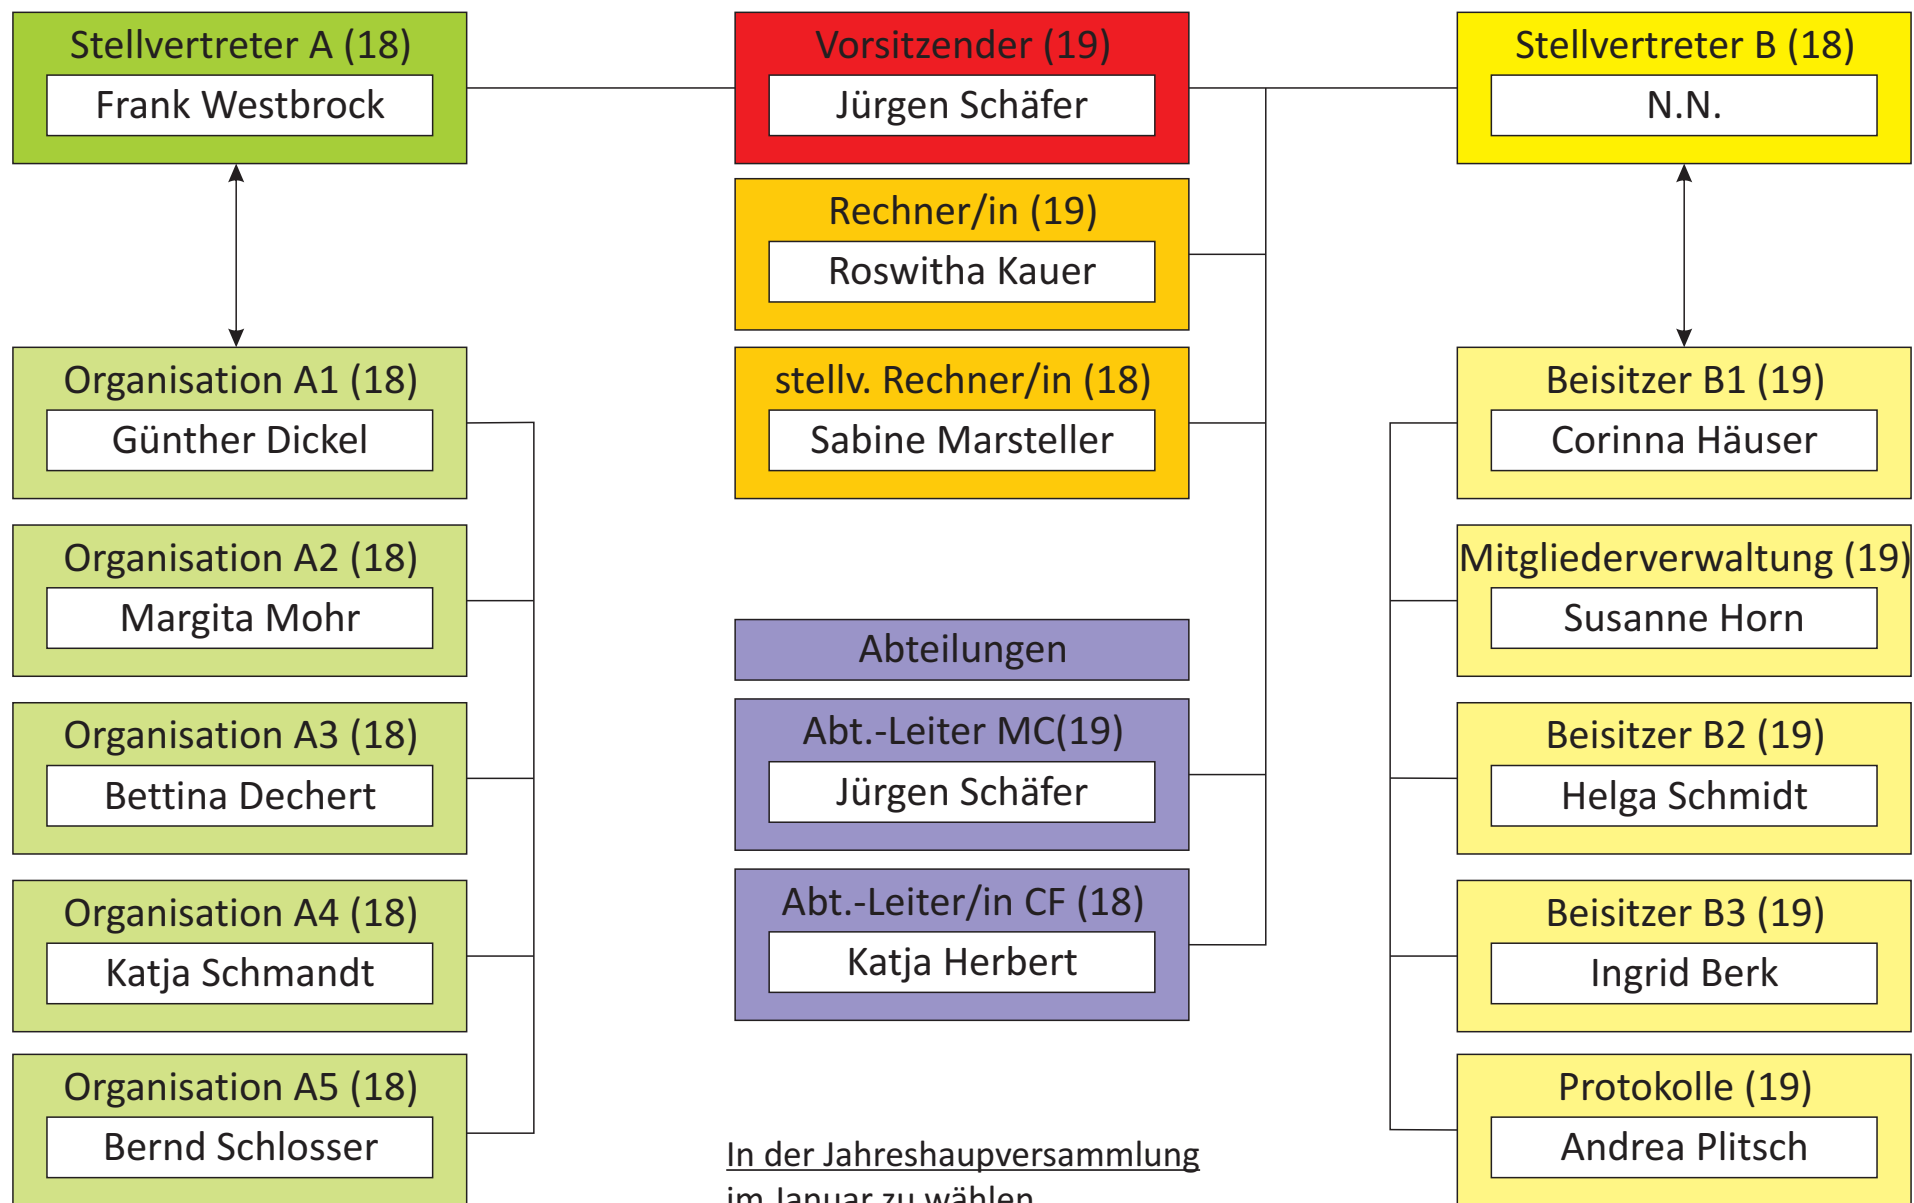 Stellvertreter A (18)
Frank Westbrock
Vorsitzender (19)
Jürgen Schäfer
Stellvertreter B (18)
N.N.
Rechner/in (19)
Roswitha Kauer
Organisation A1 (18)
Günther Dickel
stellv. Rechner/in (18)
Sabine Marsteller
Beisitzer B1 (19)
Corinna Häuser
Organisation A2 (18)
Margita Mohr
Mitgliederverwaltung (19)
Susanne Horn
Abteilungen
Organisation A3 (18)
Bettina Dechert
Abt.-Leiter MC(19)
Jürgen Schäfer
Beisitzer B2 (19)
Helga Schmidt
Organisation A4 (18)
Katja Schmandt
Abt.-Leiter/in CF (18)
Katja Herbert
Beisitzer B3 (19)
Ingrid Berk
Organisation A5 (18)
Bernd Schlosser
Protokolle (19)
Andrea Plitsch
In der Jahreshaupversammlung
im Januar zu wählen